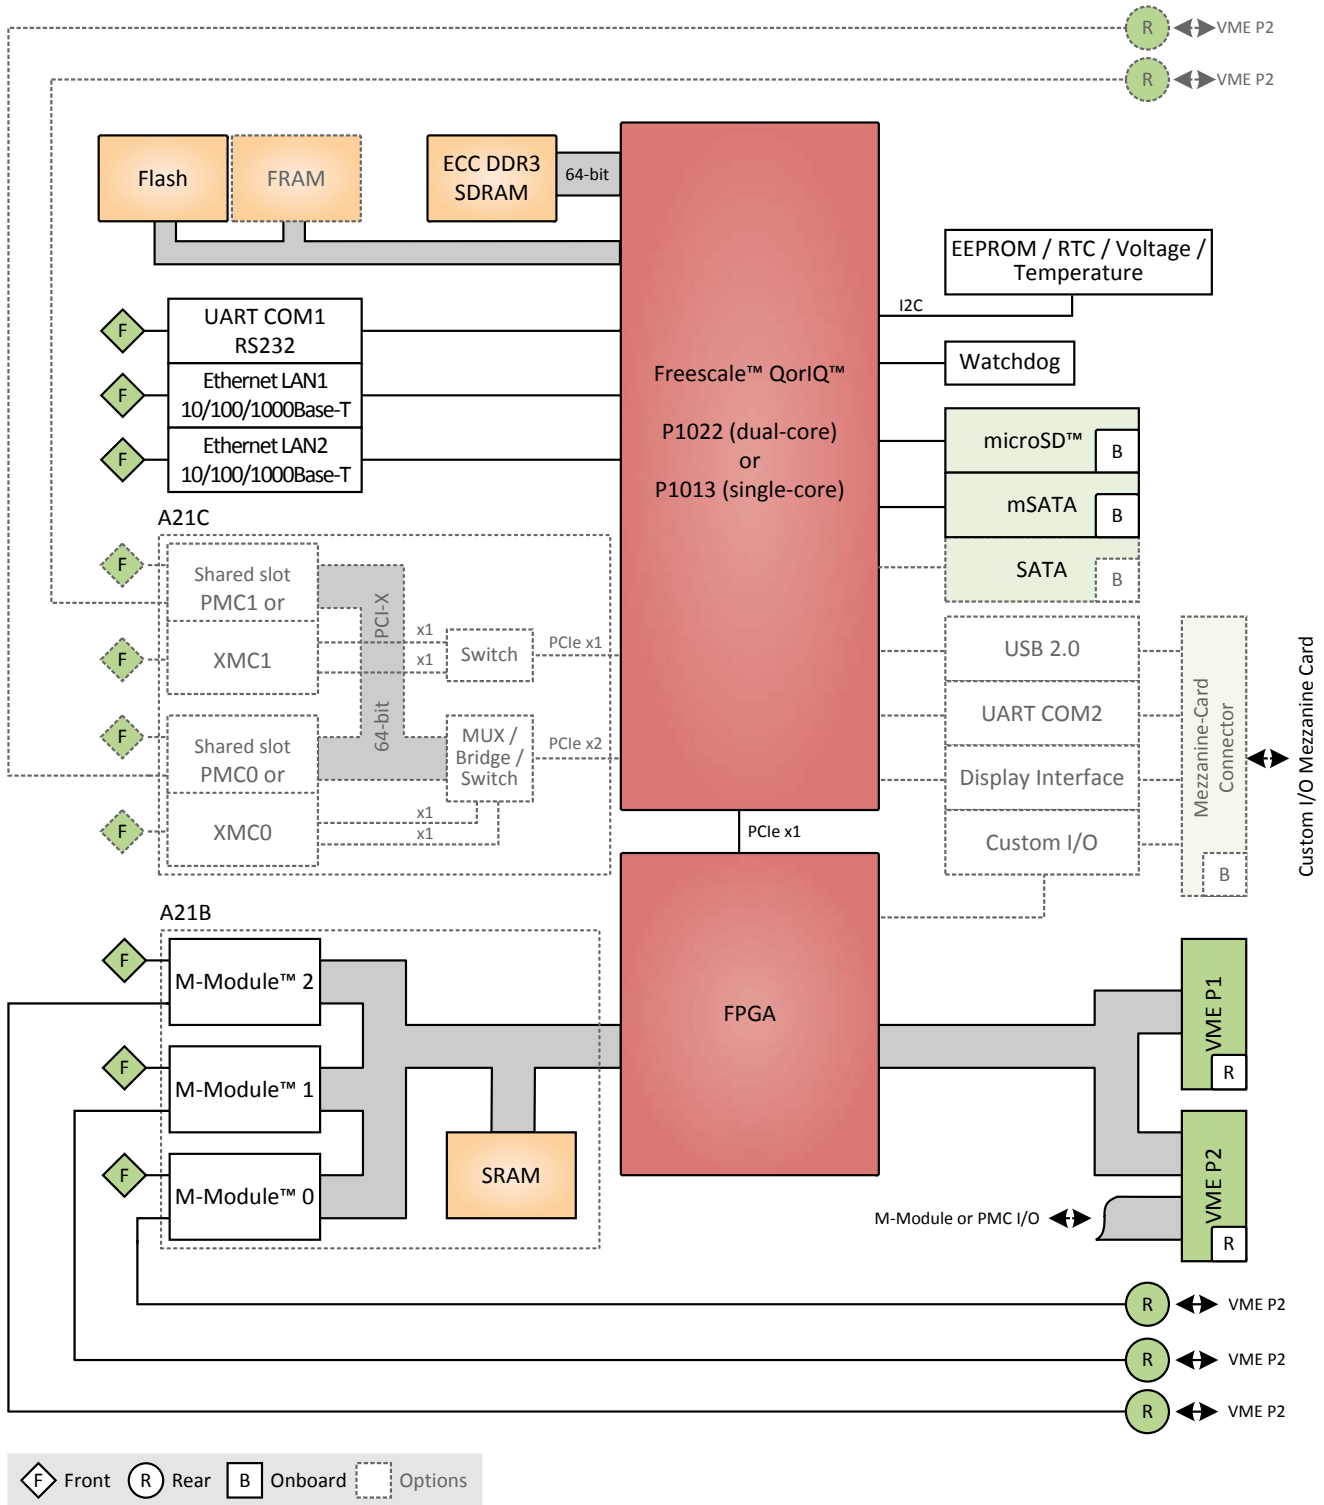 R VME P2
R VME P2
Flash
FRAM
ECC DDR3
SDRAM
64-bit
EEPROM / RTC / Voltage /
Temperature
I2C
F
UART COM1
RS232
Watchdog
F
Ethernet LAN1
10/100/1000Base-T
F
Ethernet LAN2
10/100/1000Base-T
Freescale™ QorIQ™
P1022 (dual-core)
or
P1013 (single-core)
microSD™
B
mSATA
B
SATA
B
A21C
F
Shared slot
PMC1 or
F
XMC1
PCI-X
64-bit
x1
x1
Switch
PCIe x1
F
Shared slot
PMC0 or
F
XMC0
MUX /
Bridge /
Switch
PCIe x2
x1
x1
USB 2.0
UART COM2
Display Interface
Custom I/O
Mezzanine-Card
Connector
B
Custom I/O Mezzanine Card
PCIe x1
A21B
F
M-Module™ 2
F
M-Module™ 1
F
M-Module™ 0
SRAM
FPGA
VME P1
R
VME P2
R
M-Module or PMC I/O
R VME P2
R VME P2
R VME P2
F Front R Rear B Onboard Options